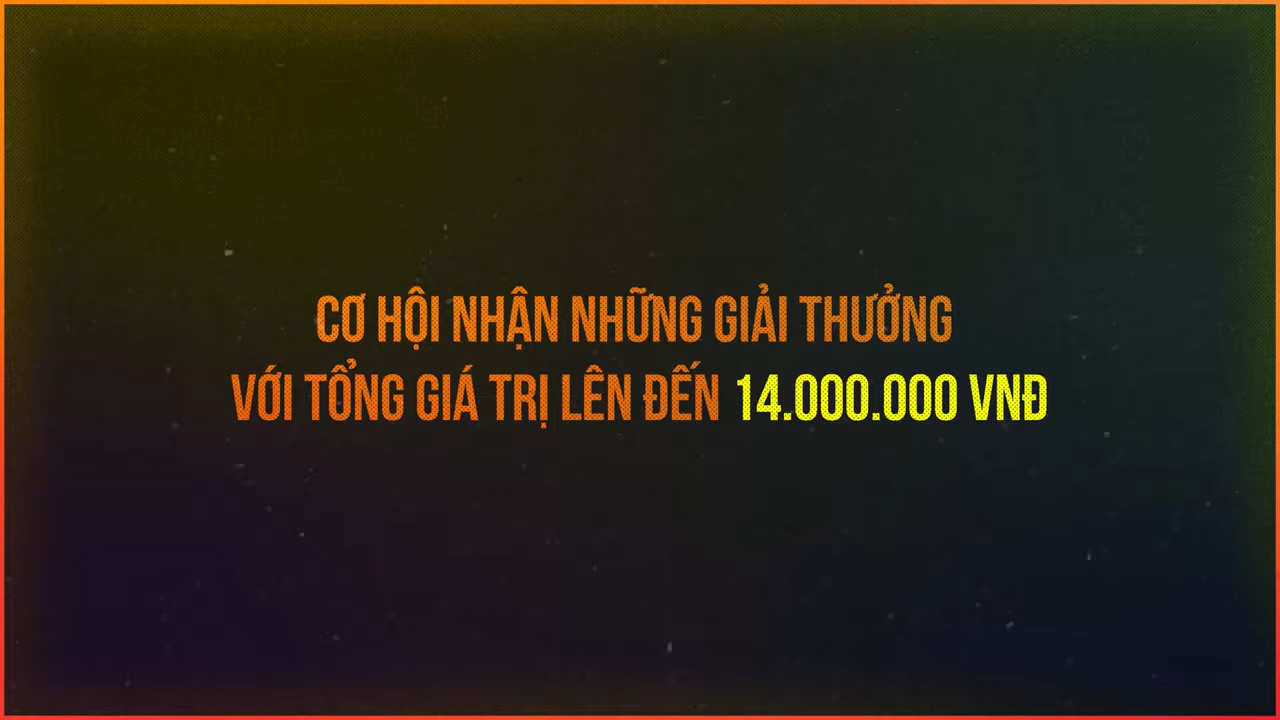 CƠ HỘI NHẬN NHỮNG GIẢI THƯỞNG
VỚI TỔNG GIÁ TRỊ LÊN ĐẾN 14.000.000 VNĐ